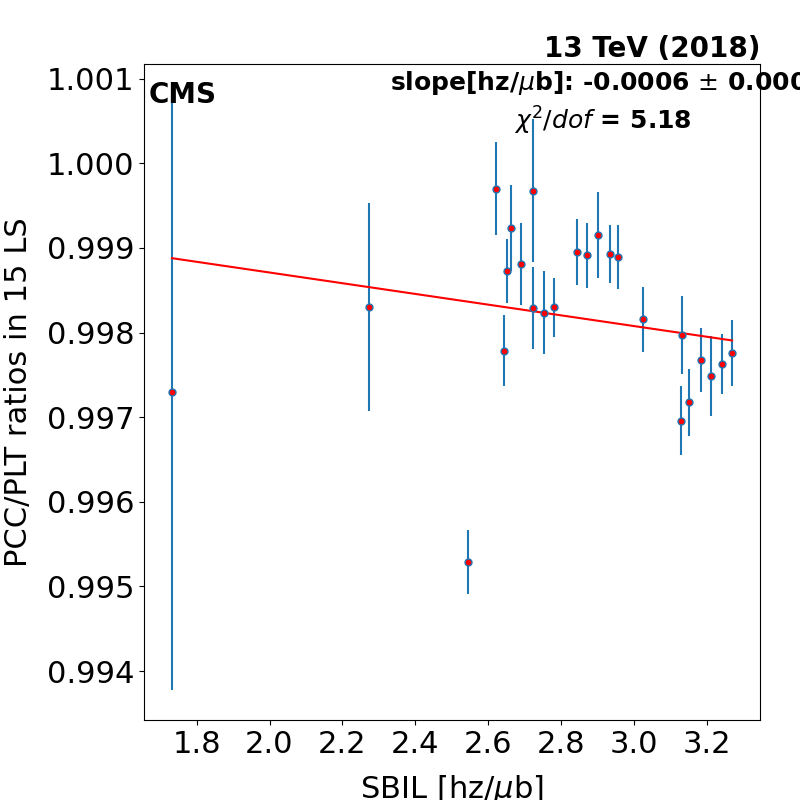 13 TeV (2018)
CMS
slope[hz/μb]: -0.0006 ± 0.000
χ²/dof = 5.18
PCC/PLT ratios in 15 LS
1.001
1.000
0.999
0.998
0.997
0.996
0.995
0.994
1.8 2.0 2.2 2.4 2.6 2.8 3.0 3.2
SBIL [hz/μb]